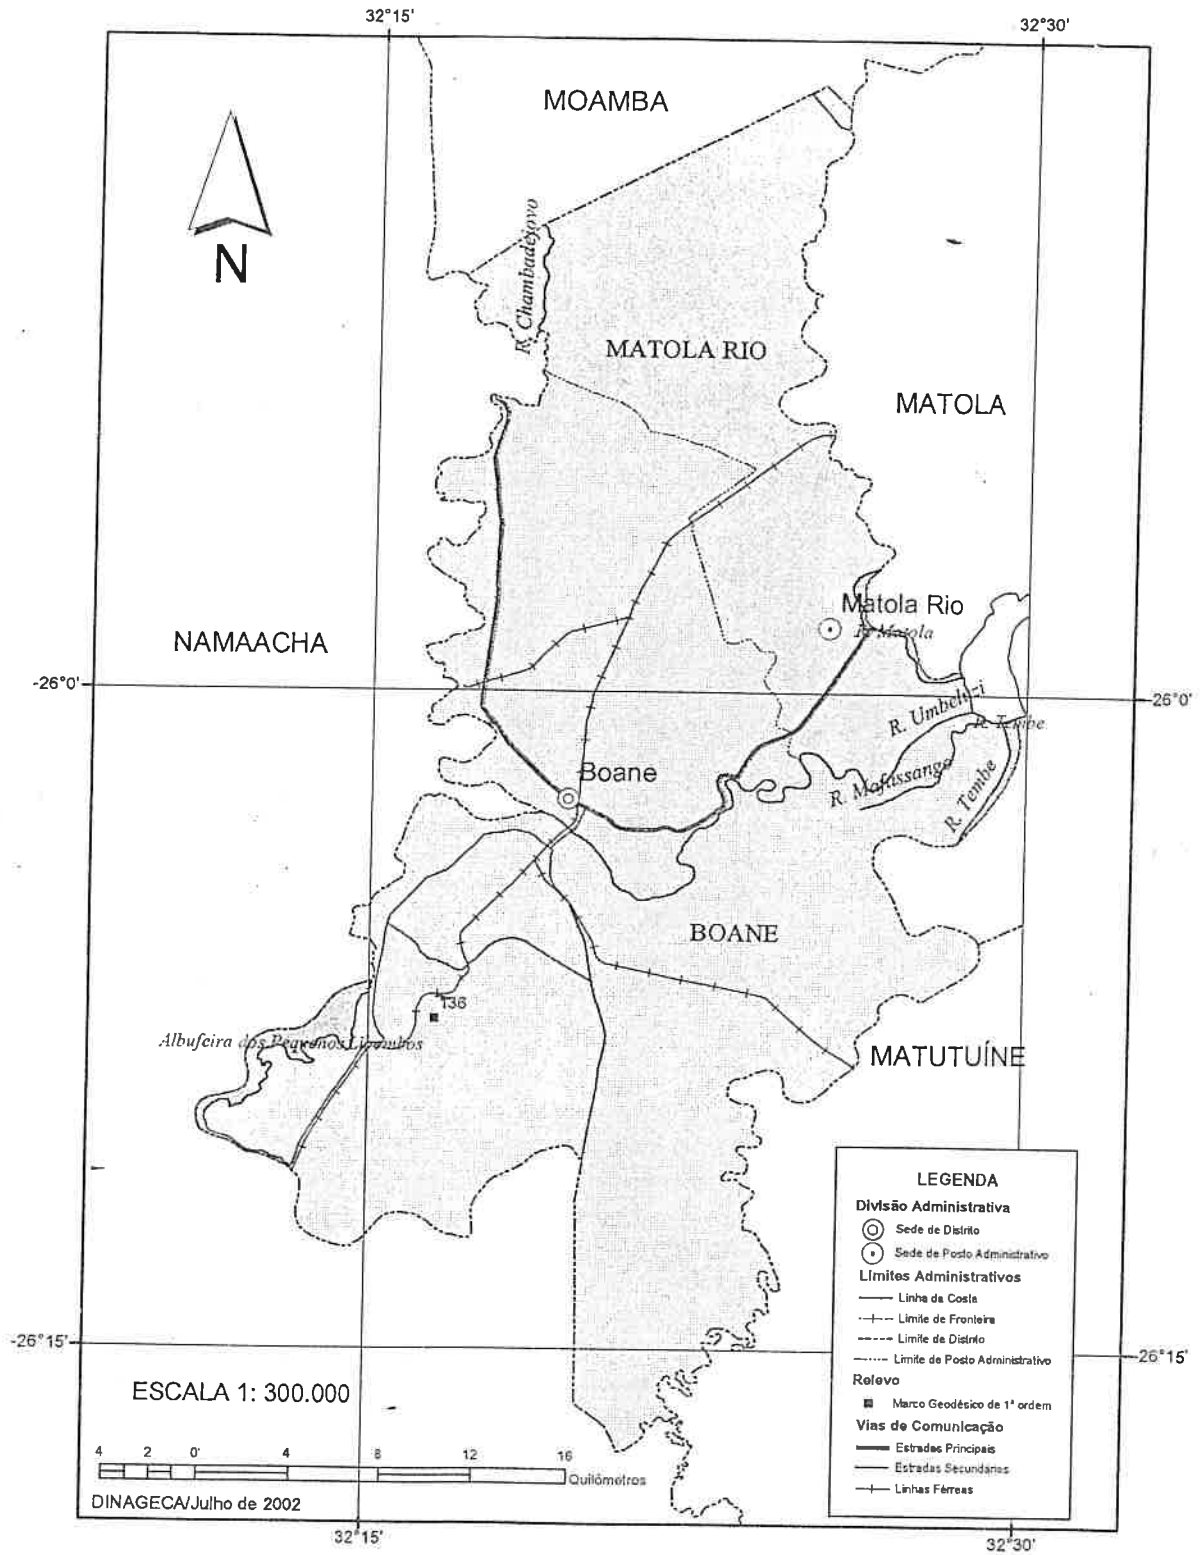 32°15'
32°30'
MOAMBA
N
R. Chambadejovo
MATOLA RIO
MATOLA
Matola Rio
R. Matola
NAMAACHA
-26°0'
-26°0'
R. Umbeluzi
R. Tembe
Boane
R. Mafussango
R. Tembe
BOANE
136
Albufeira dos Pequenos Libombos
MATUTUÍNE
LEGENDA
Divisão Administrativa
Sede de Distrito
Sede de Posto Administrativo
Limites Administrativos
Linha da Costa
Limite de Fronteira
Limite de Distrito
Limite de Posto Administrativo
Relevo
Marco Geodésico de 1ª ordem
Vias de Comunicação
Estradas Principais
Estradas Secundárias
Linhas Férreas
-26°15'
-26°15'
ESCALA 1: 300.000
4 2 0' 4 8 12 16
Quilómetros
DINAGECA/Julho de 2002
32°15'
32°30'